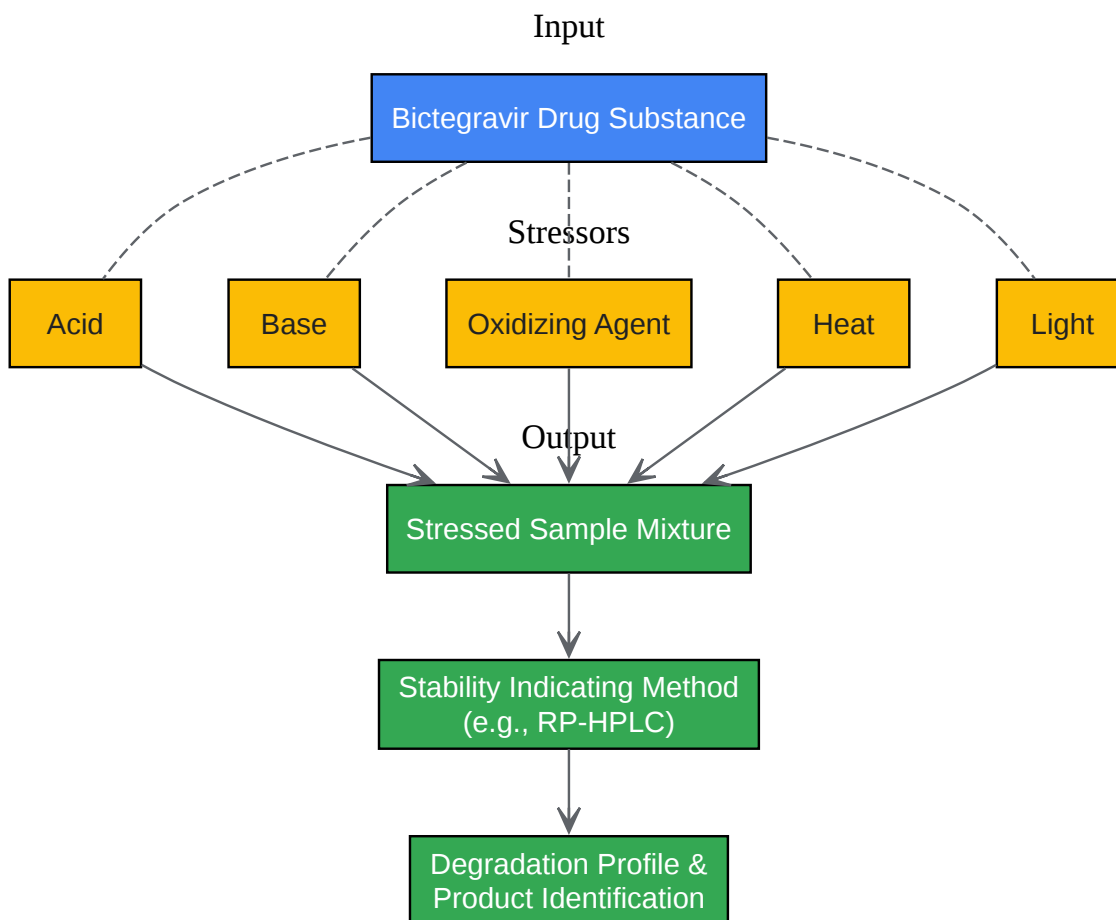 Input
Bictegravir Drug Substance
Stressors
Acid
Base
Oxidizing Agent
Heat
Light
Output
Stressed Sample Mixture
Stability Indicating Method
(e.g., RP-HPLC)
Degradation Profile &
Product Identification